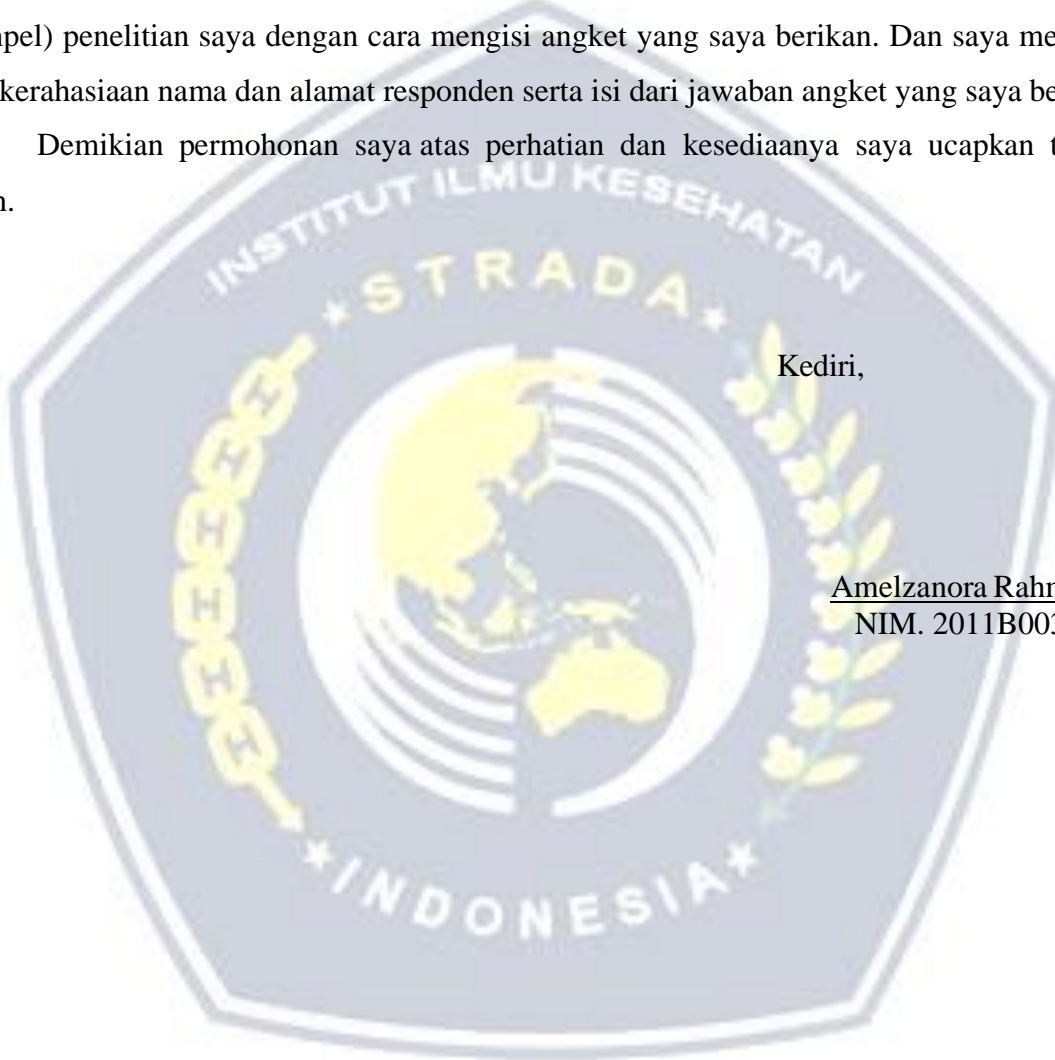 npel) penelitian saya dengan cara mengisi angket yang saya berikan. Dan saya me
kerahasiaan nama dan alamat responden serta isi dari jawaban angket yang saya be
Demikian permohonan saya atas perhatian dan kesediaanya saya ucapkan t
n.
INSTITUT ILMU KESEHATAN
STRADA
Kediri,
Amelzanora Rahn
NIM. 2011B003
INDONESIA